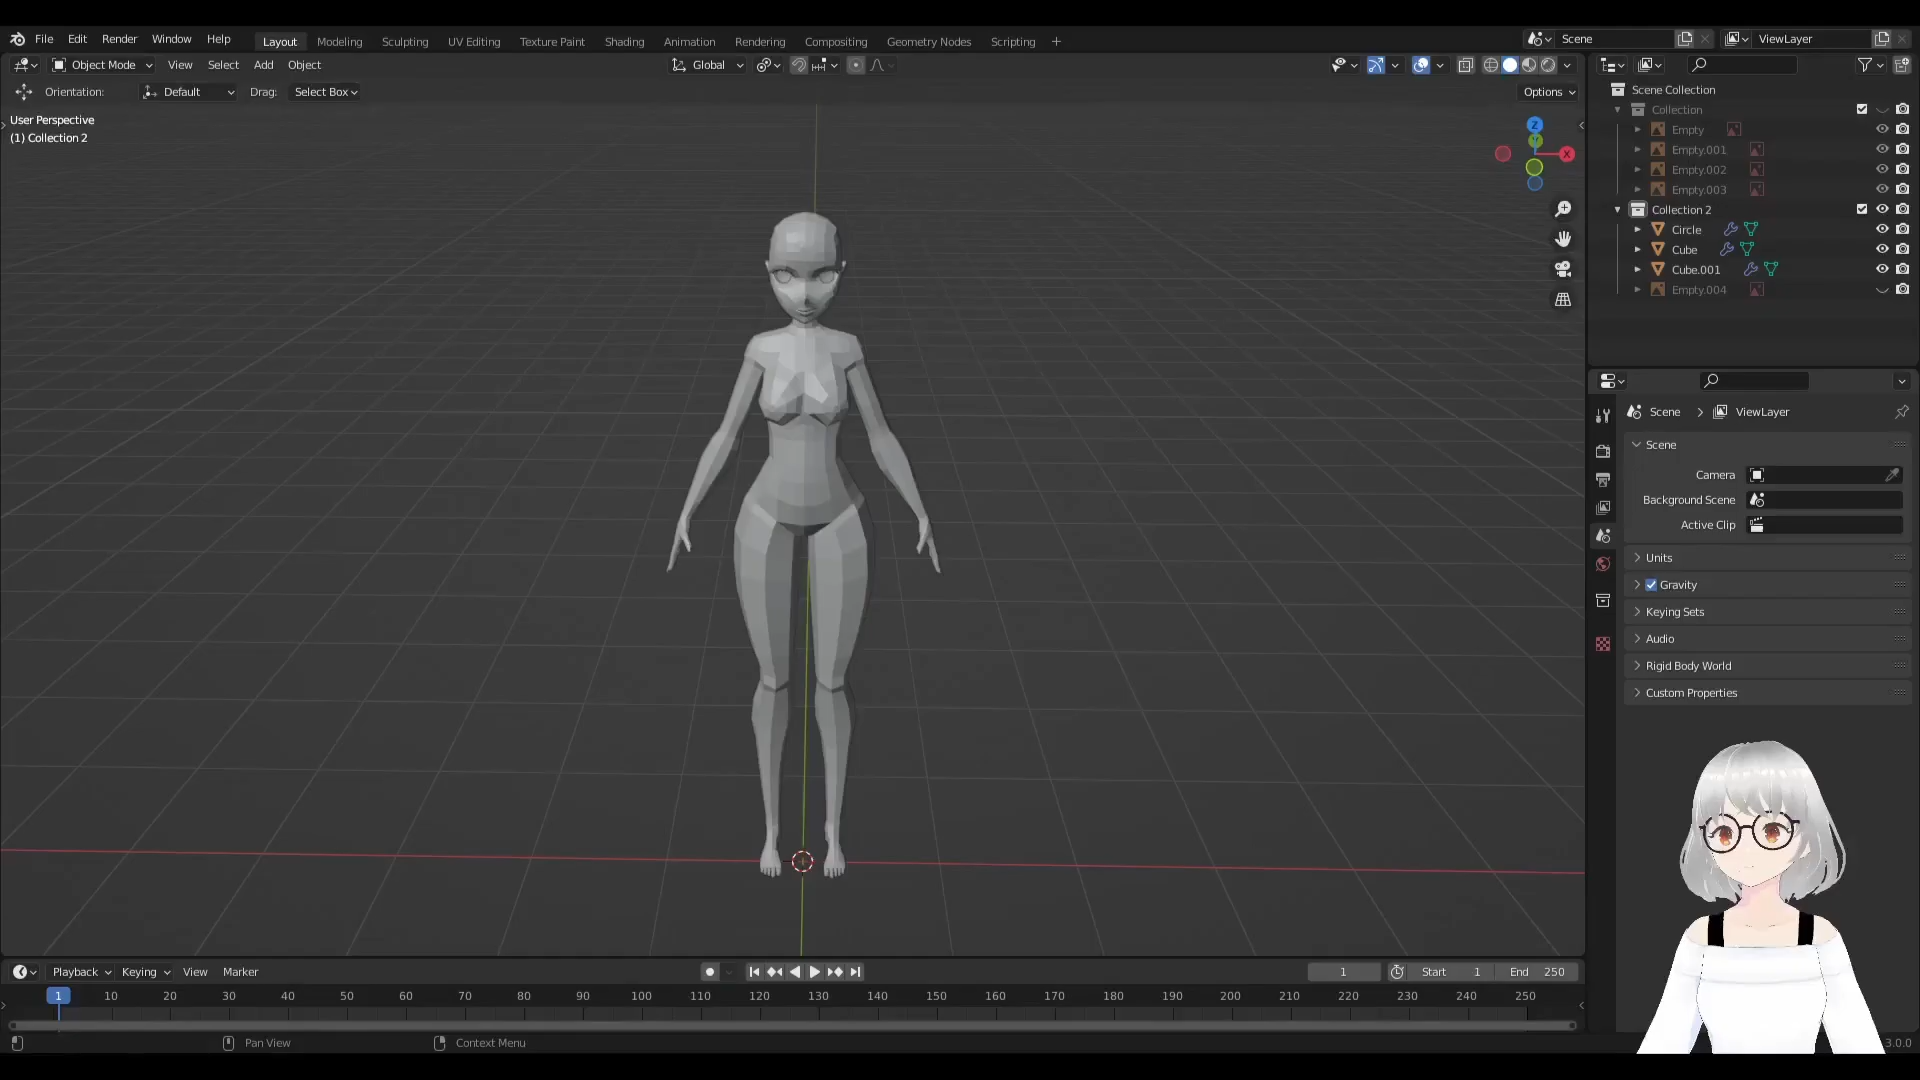 File Edit Render Window Help Layout Modeling Sculpting UV Editing Texture Paint Shading Animation Rendering Compositing Geometry Nodes Scripting + Scene ViewLayer
Object Mode View Select Add Object Global
Orientation: Default Drag: Select Box Options
User Perspective
(1) Collection 2
Z
X
Scene Collection
Collection
Empty
Empty.001
Empty.002
Empty.003
Collection 2
Circle
Cube
Cube.001
Empty.004
Scene > ViewLayer
Scene
Camera
Background Scene
Active Clip
Units
Gravity
Keying Sets
Audio
Rigid Body World
Custom Properties
Playback Keying View Marker 1 Start 1 End 250
1 10 20 30 40 50 60 70 80 90 100 110 120 130 140 150 160 170 180 190 200 210 220 230 240 250
Pan View Context Menu 3.0.0